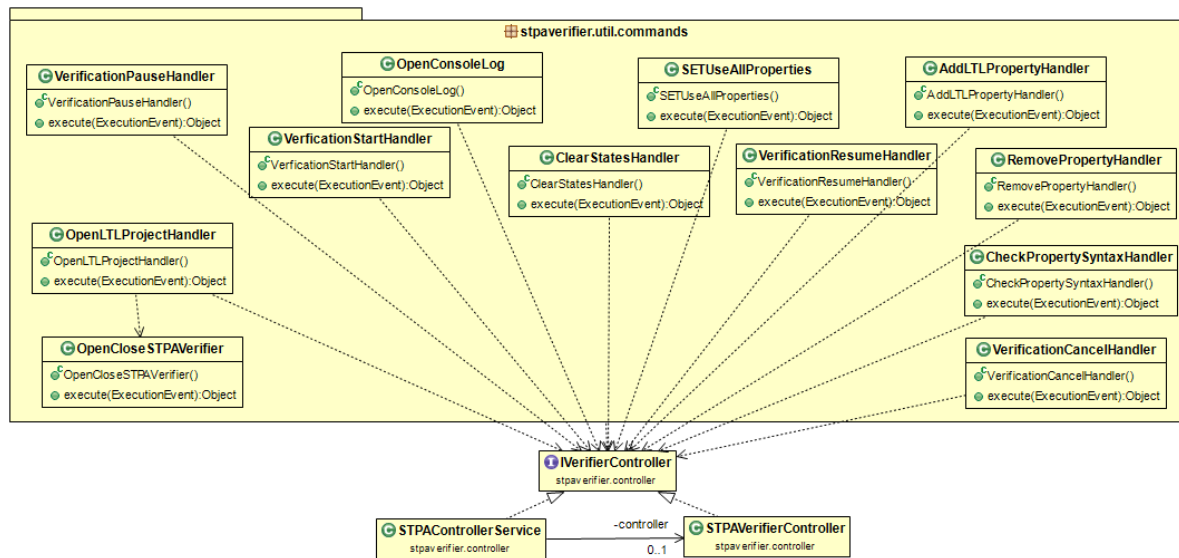 stpaverifier.util.commands
VerificationPauseHandler
VerificationPauseHandler()
execute(ExecutionEvent):Object
OpenConsoleLog
OpenConsoleLog()
execute(ExecutionEvent):Object
SETUseAllProperties
SETUseAllProperties()
execute(ExecutionEvent):Object
AddLTLPropertyHandler
AddLTLPropertyHandler()
execute(ExecutionEvent):Object
VerficationStartHandler
VerficationStartHandler()
execute(ExecutionEvent):Object
ClearStatesHandler
ClearStatesHandler()
execute(ExecutionEvent):Object
VerificationResumeHandler
VerificationResumeHandler()
execute(ExecutionEvent):Object
RemovePropertyHandler
RemovePropertyHandler()
execute(ExecutionEvent):Object
OpenLTLProjectHandler
OpenLTLProjectHandler()
execute(ExecutionEvent):Object
CheckPropertySyntaxHandler
CheckPropertySyntaxHandler()
execute(ExecutionEvent):Object
OpenCloseSTPAVerifier
OpenCloseSTPAVerifier()
execute(ExecutionEvent):Object
VerificationCancelHandler
VerificationCancelHandler()
execute(ExecutionEvent):Object
IVerifierController
stpaverifier.controller
STPAControllerService
stpaverifier.controller
-controller
0..1
STPAVerifierController
stpaverifier.controller